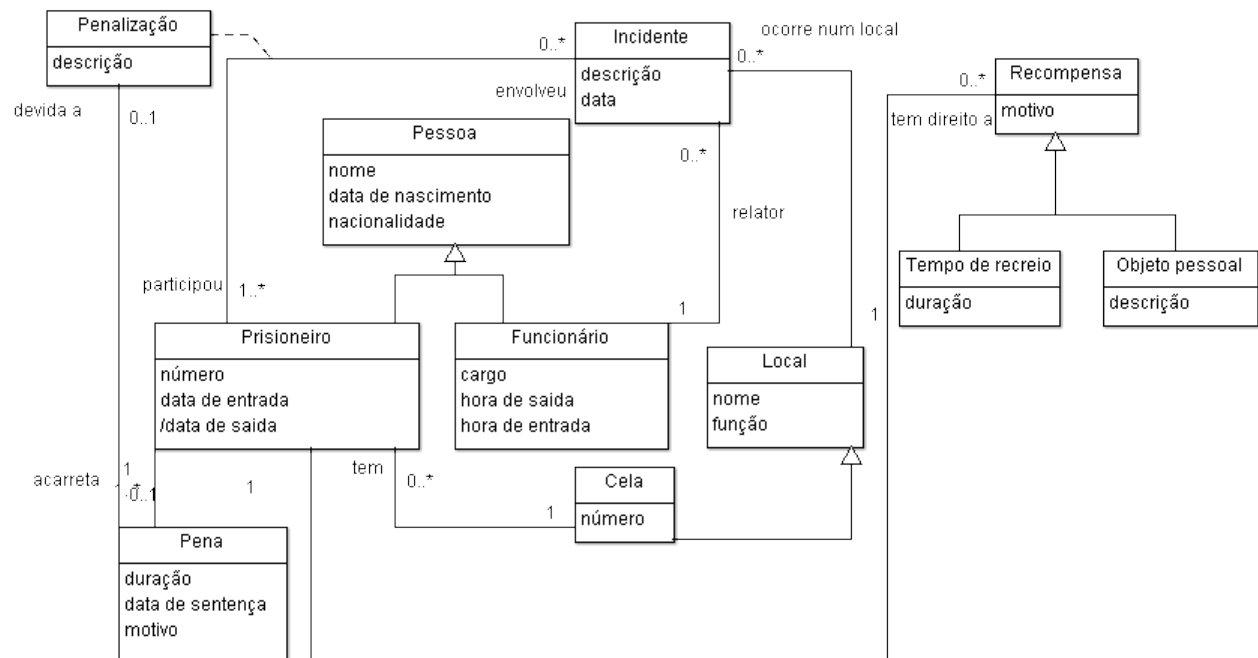 Penalização
descrição
devida a
0..1
0..*
Incidente
descrição
data
envolveu
ocorre num local
0..*
0..*
Recompensa
motivo
tem direito a
Pessoa
nome
data de nascimento
nacionalidade
0..*
relator
1
participou
1..*
Prisioneiro
número
data de entrada
/data de saida
Funcionário
cargo
hora de saida
hora de entrada
Local
nome
função
1
Tempo de recreio
duração
Objeto pessoal
descrição
acarreta
1
0..1
1
tem
0..*
1
Cela
número
Pena
duração
data de sentença
motivo